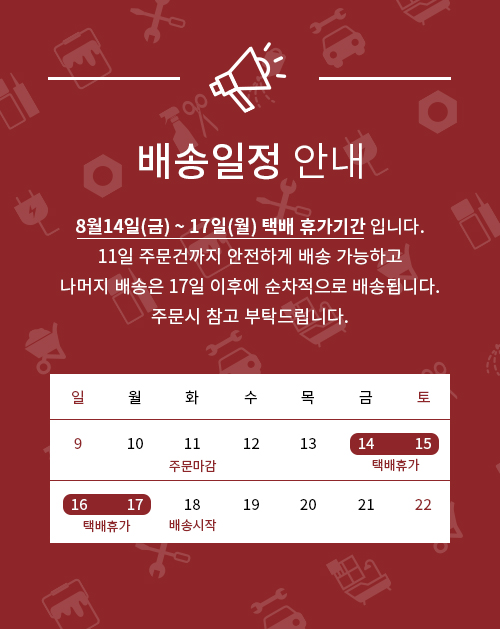 배송일정 안내
8월14일(금) ~ 17일(월) 택배 휴가기간 입니다.
11일 주문건까지 안전하게 배송 가능하고
나머지 배송은 17일 이후에 순차적으로 배송됩니다.
주문시 참고 부탁드립니다.
일 월 화 수 목 금 토
9 10 11 12 13 14 15
주문마감 택배휴가
16 17 18 19 20 21 22
택배휴가 배송시작